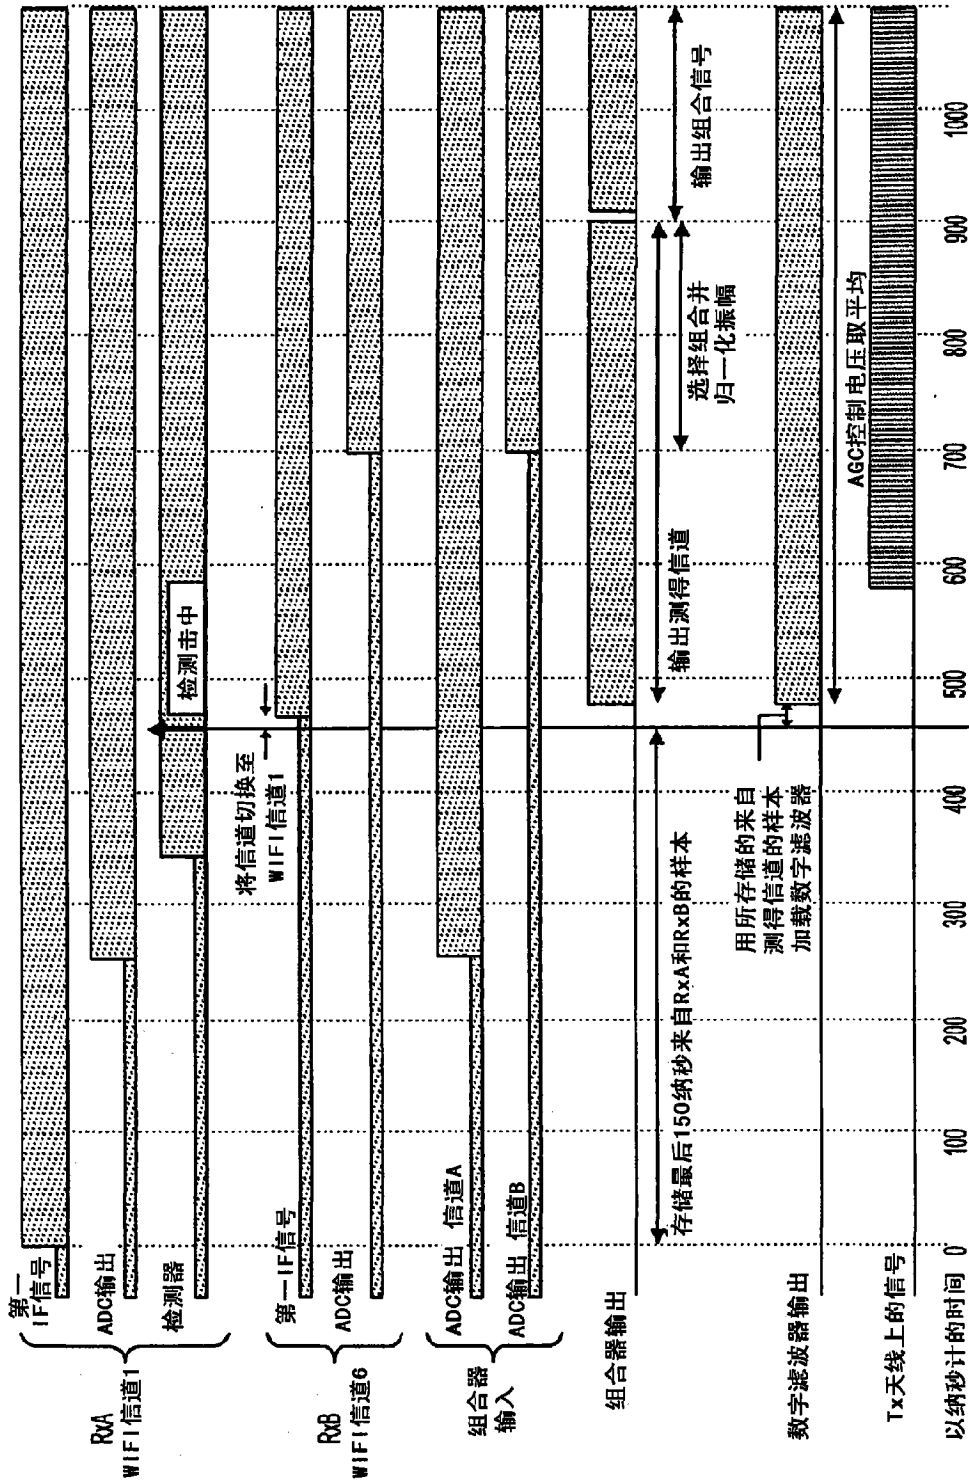 第一
IF信号
ADC输出
检测器
RxA
WIFI信道1
检测击中
将信道切换至
WIFI信道1
第一IF信号
ADC输出
RxB
WIFI信道6
ADC输出 信道A
ADC输出 信道B
组合器
输入
组合器输出
存储最后150纳秒来自RxA和RxB的样本
输出测得信道
选择组合并
归一化振幅
输出组合信号
用所存储的来自
测得信道的样本
加载数字滤波器
数字滤波器输出
AGC控制电压取平均
Tx天线上的信号
以纳秒计的时间
0 100 200 300 400 500 600 700 800 900 1000